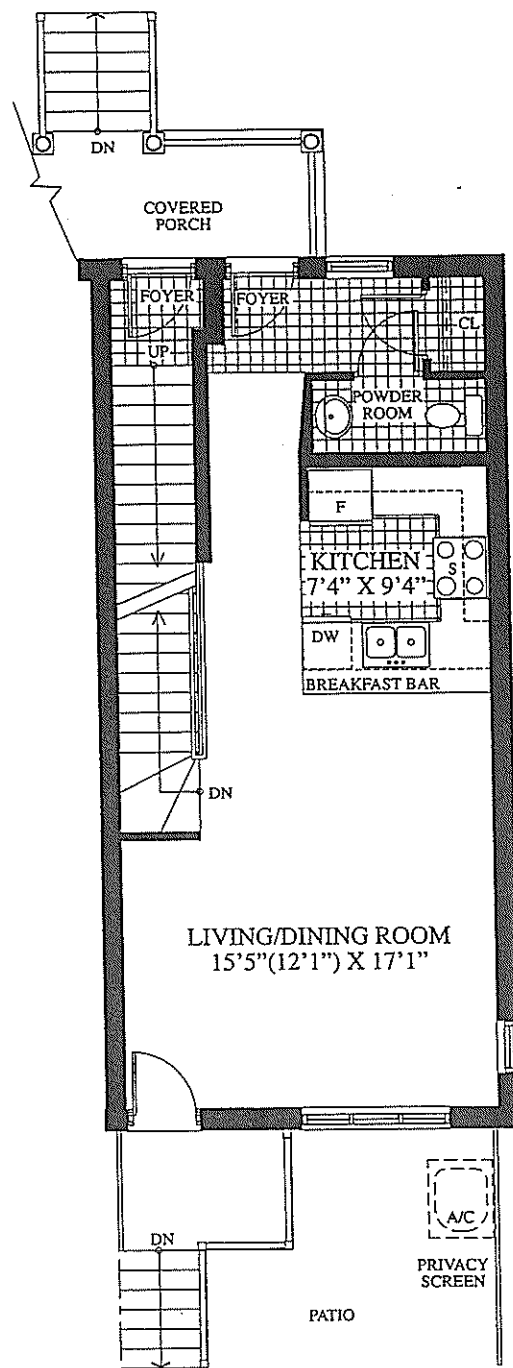 DN
COVERED
PORCH
FOYER
FOYER
CL
UP
POWDER
ROOM
F
KITCHEN
7'4" X 9'4"
S
DW
BREAKFAST BAR
DN
LIVING/DINING ROOM
15'5"(12'1") X 17'1"
A/C
DN
PRIVACY
SCREEN
PATIO